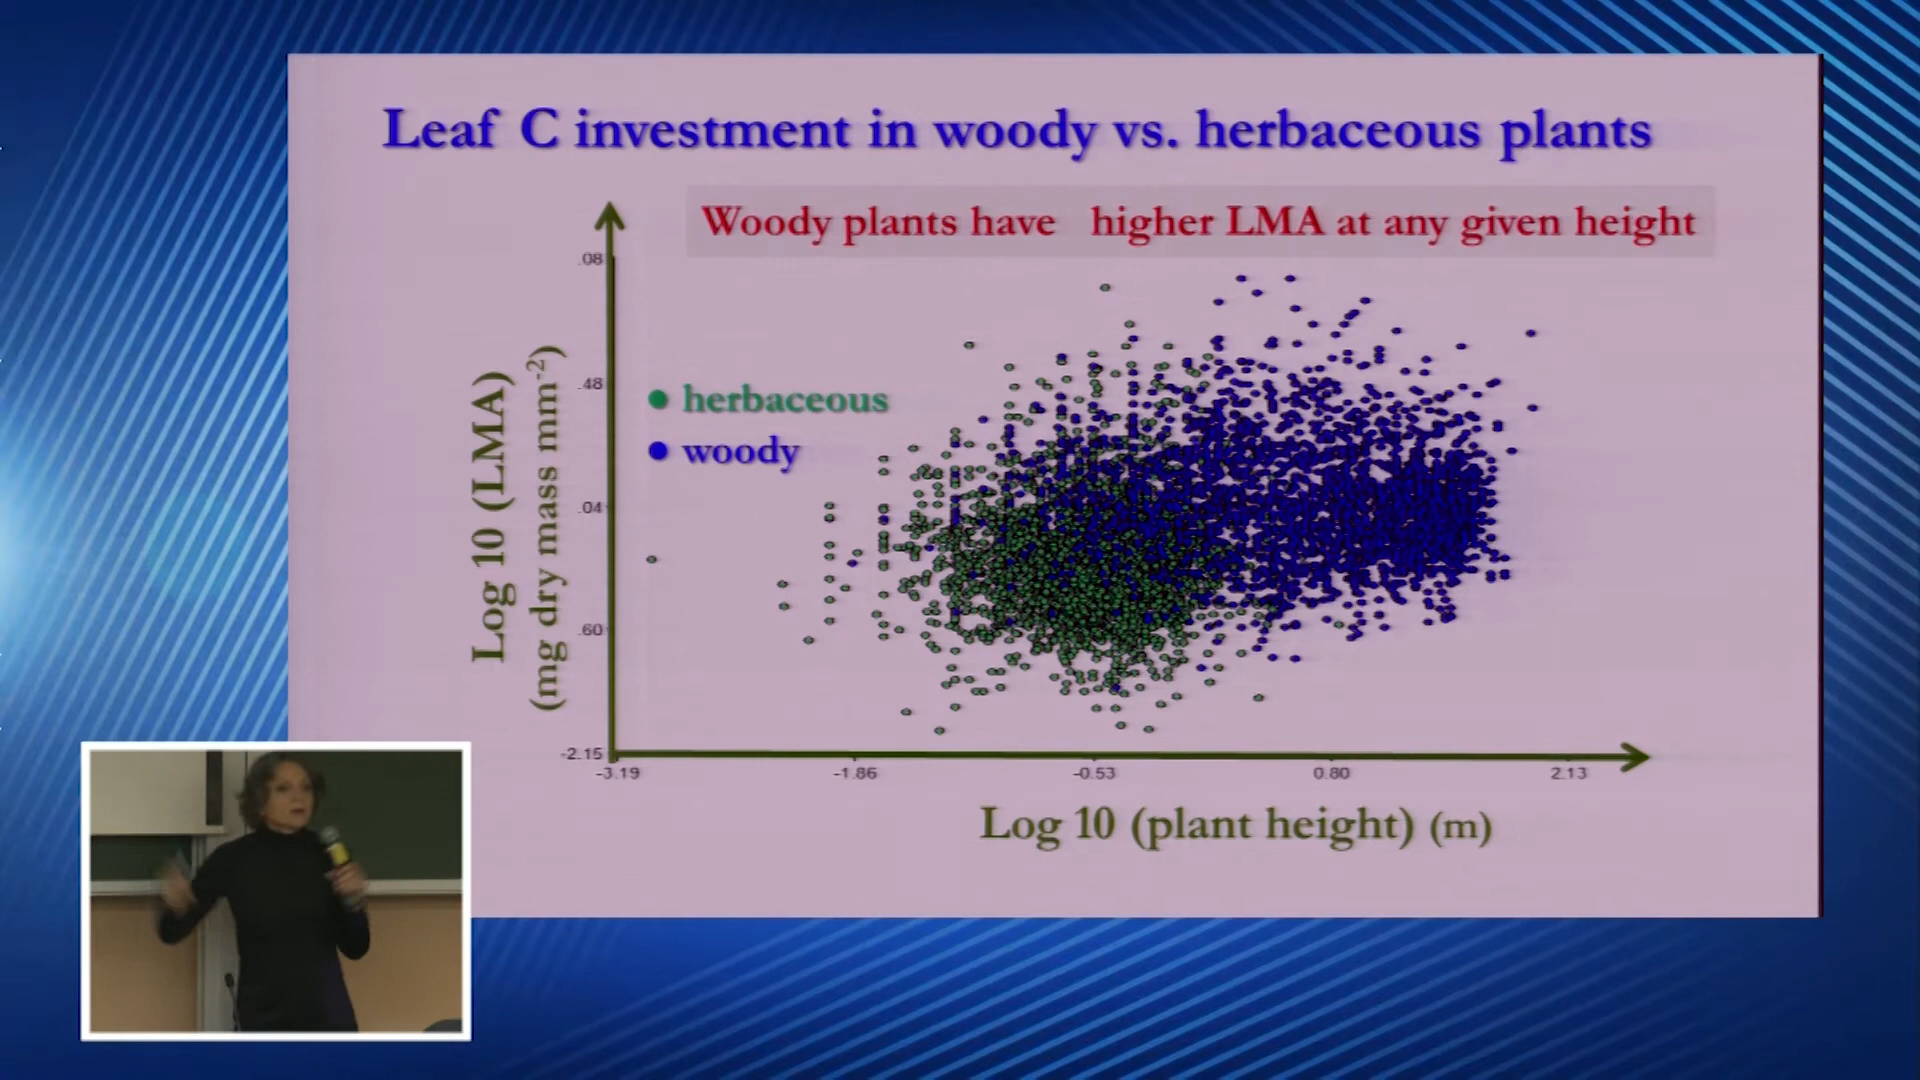 Leaf C investment in woody vs. herbaceous plants
Woody plants have higher LMA at any given height
.08
.48
.04
.60
-2.15
Log 10 (LMA)
(mg dry mass mm-2)
herbaceous
woody
-3.19 -1.86 -0.53 0.80 2.13
Log 10 (plant height) (m)